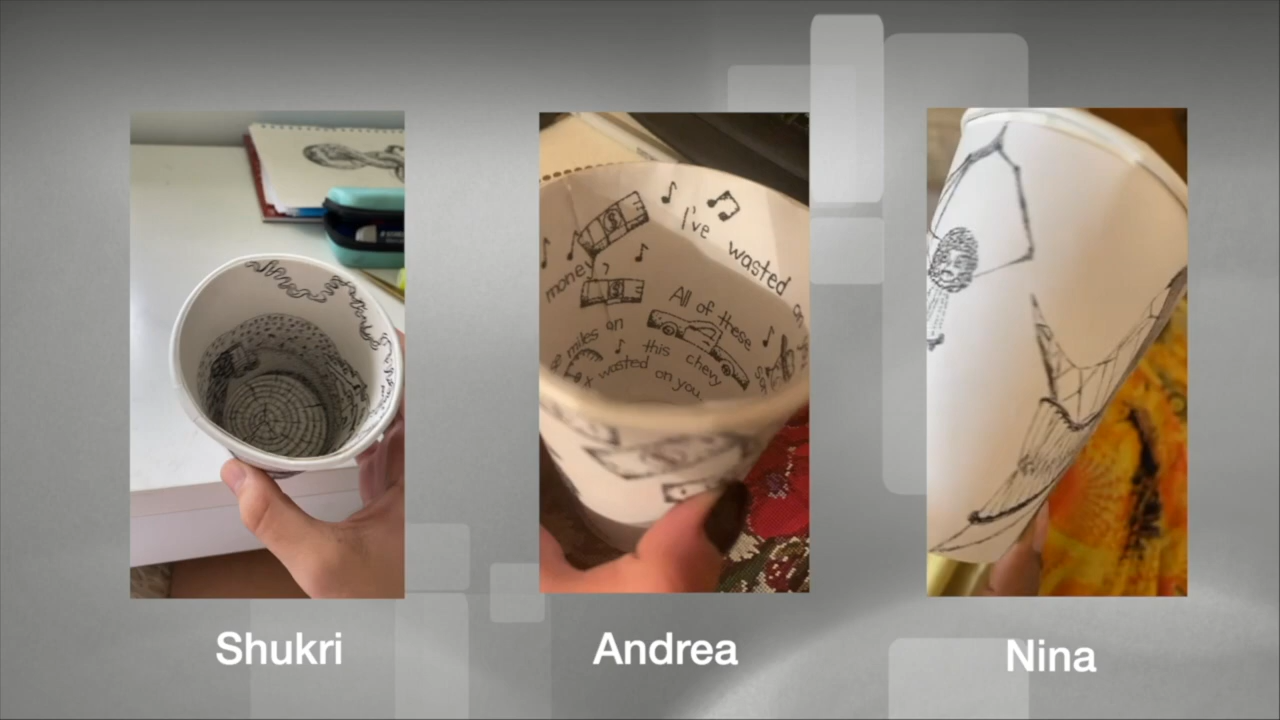 I've wasted
money
All of these
miles on
this chevy
x wasted on you
Shukri
Andrea
Nina